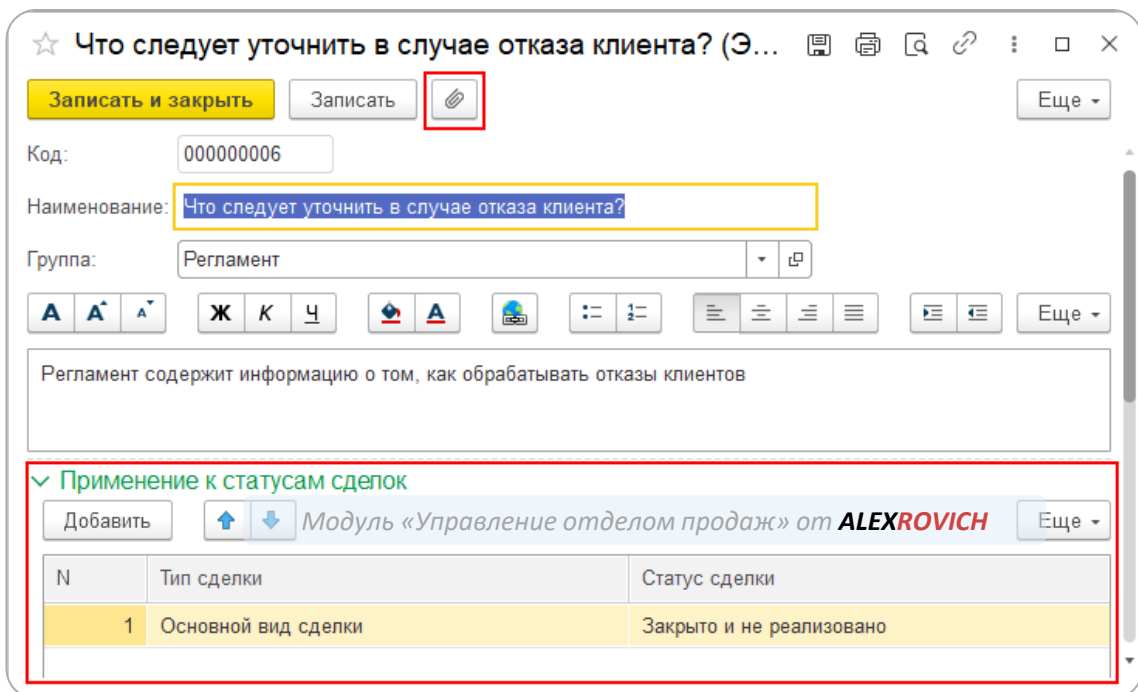 Что следует уточнить в случае отказа клиента? (Э...
Записать и закрыть Записать Еще
Код: 000000006
Наименование: Что следует уточнить в случае отказа клиента?
Группа: Регламент
А А А Ж К Ч А Еще
Регламент содержит информацию о том, как обрабатывать отказы клиентов
Применение к статусам сделок
Добавить Модуль «Управление отделом продаж» от ALEXROVICH Еще
N Тип сделки Статус сделки
1 Основной вид сделки Закрыто и не реализовано